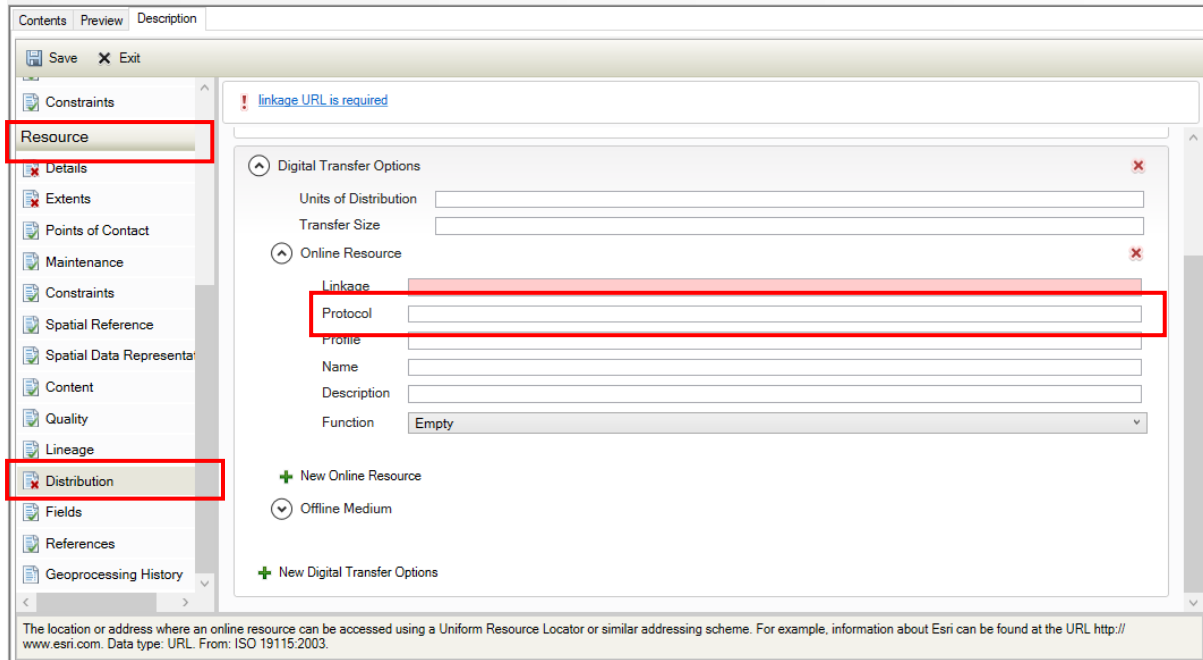 Contents Preview Description
Save Exit
Constraints
Resource
Details
Extents
Points of Contact
Maintenance
Constraints
Spatial Reference
Spatial Data Representat
Content
Quality
Lineage
Distribution
Fields
References
Geoprocessing History
linkage URL is required
Digital Transfer Options
Units of Distribution
Transfer Size
Online Resource
Linkage
Protocol
Profile
Name
Description
Function Empty
New Online Resource
Offline Medium
New Digital Transfer Options
The location or address where an online resource can be accessed using a Uniform Resource Locator or similar addressing scheme. For example, information about Esri can be found at the URL http://
www.esri.com. Data type: URL. From: ISO 19115:2003.